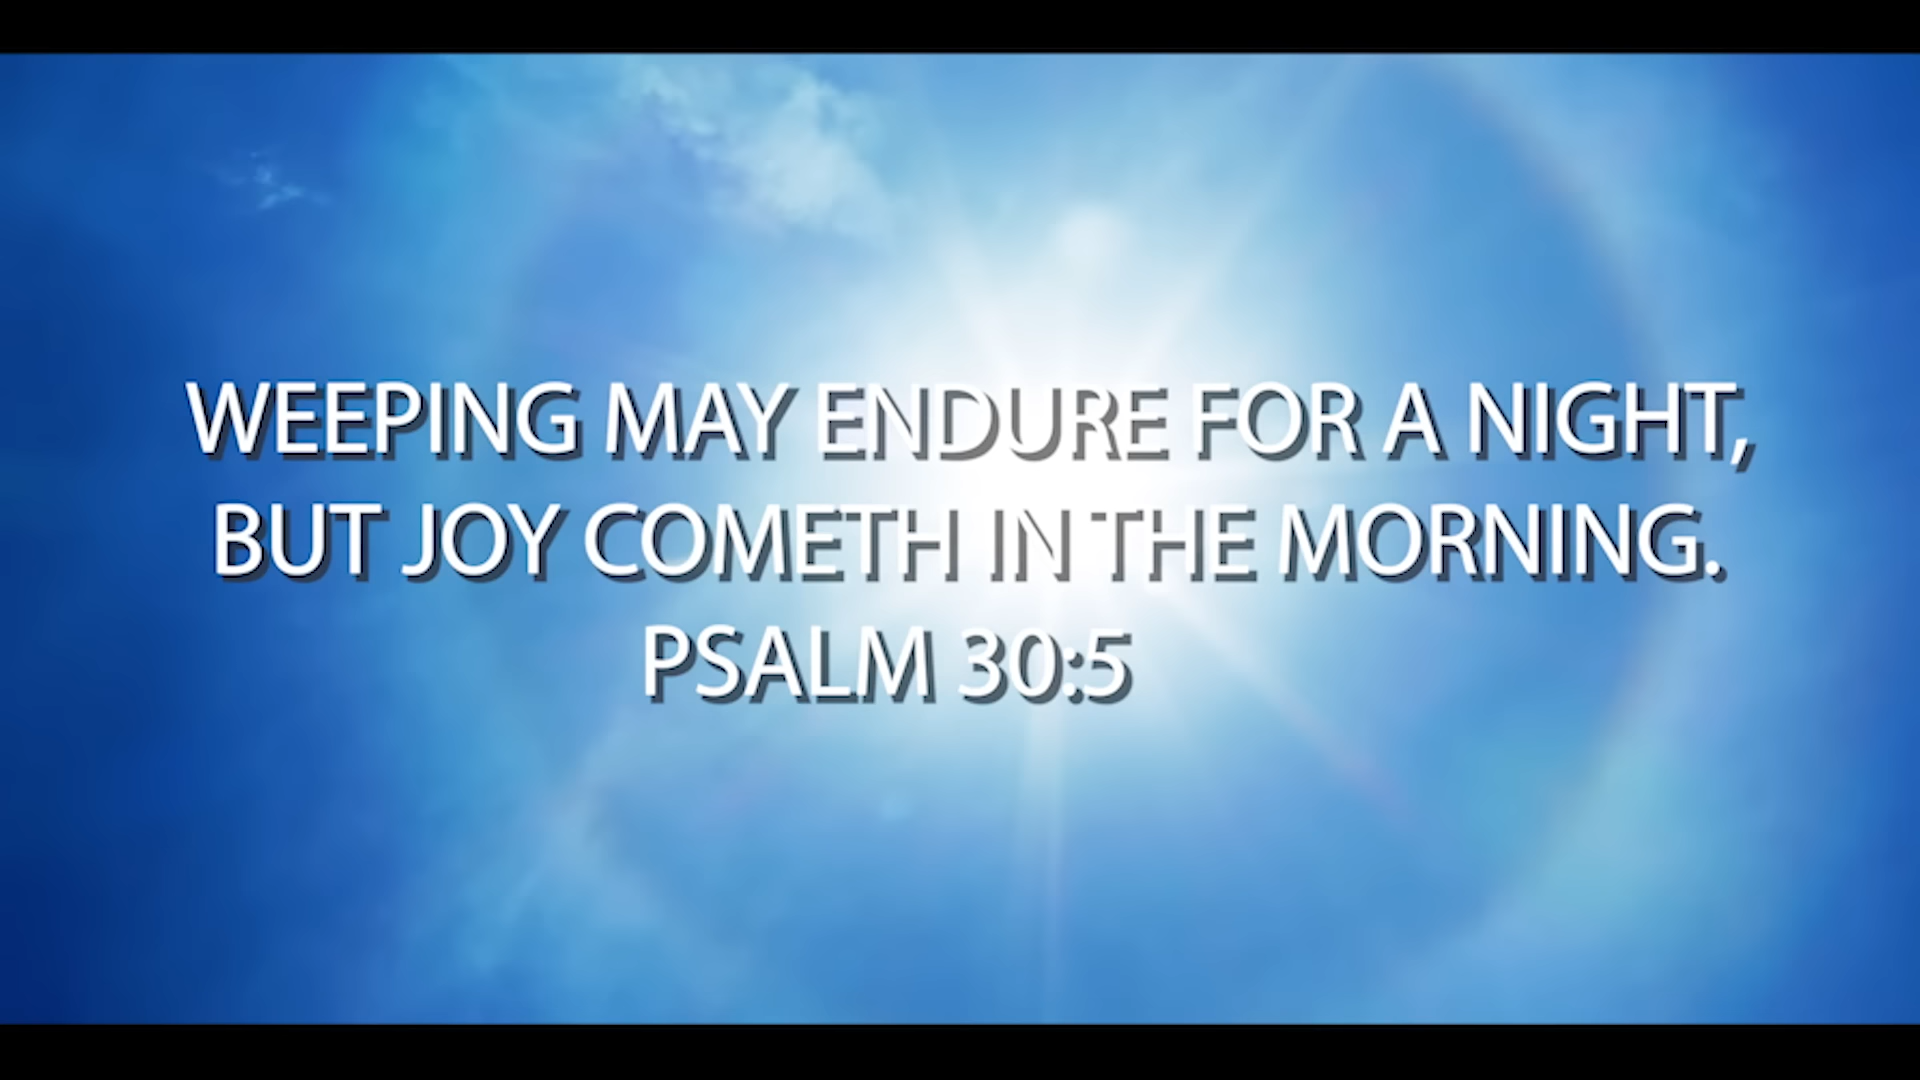 WEEPING MAY ENDURE FOR A NIGHT,
BUT JOY COMETH IN THE MORNING.
PSALM 30:5